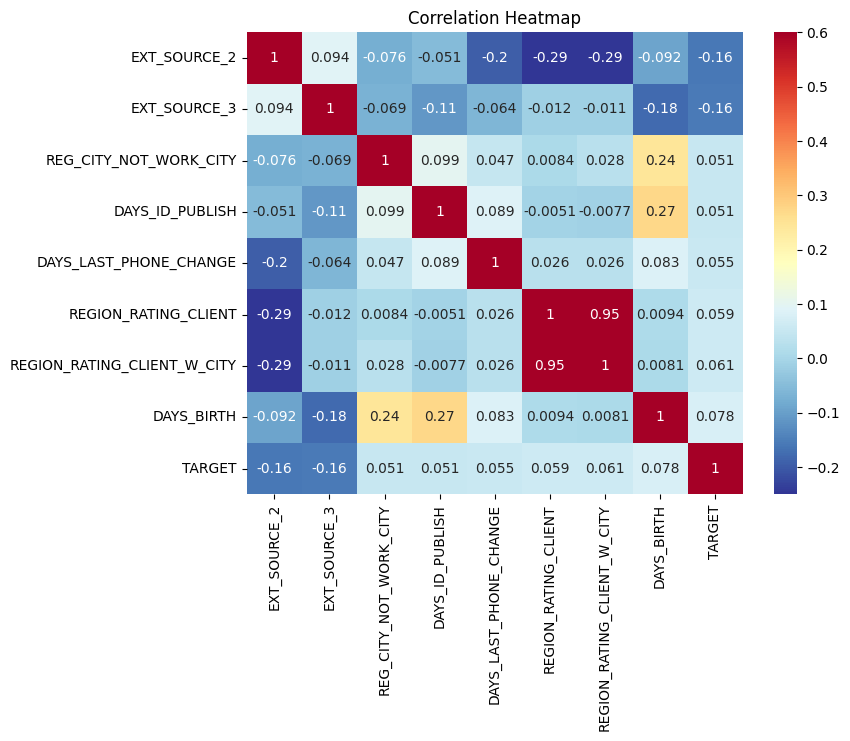 Correlation Heatmap
EXT_SOURCE_2 1 0.094 -0.076 -0.051 -0.2 -0.29 -0.29 -0.092 -0.16
EXT_SOURCE_3 0.094 1 -0.069 -0.11 -0.064 -0.012 -0.011 -0.18 -0.16
REG_CITY_NOT_WORK_CITY -0.076 -0.069 1 0.099 0.047 0.0084 0.028 0.24 0.051
DAYS_ID_PUBLISH -0.051 -0.11 0.099 1 0.089 -0.0051 -0.0077 0.27 0.051
DAYS_LAST_PHONE_CHANGE -0.2 -0.064 0.047 0.089 1 0.026 0.026 0.083 0.055
REGION_RATING_CLIENT -0.29 -0.012 0.0084 -0.0051 0.026 1 0.95 0.0094 0.059
REGION_RATING_CLIENT_W_CITY -0.29 -0.011 0.028 -0.0077 0.026 0.95 1 0.0081 0.061
DAYS_BIRTH -0.092 -0.18 0.24 0.27 0.083 0.0094 0.0081 1 0.078
TARGET -0.16 -0.16 0.051 0.051 0.055 0.059 0.061 0.078 1
EXT_SOURCE_2
EXT_SOURCE_3
REG_CITY_NOT_WORK_CITY
DAYS_ID_PUBLISH
DAYS_LAST_PHONE_CHANGE
REGION_RATING_CLIENT
REGION_RATING_CLIENT_W_CITY
DAYS_BIRTH
TARGET
0.6
0.5
0.4
0.3
0.2
0.1
0.0
−0.1
−0.2